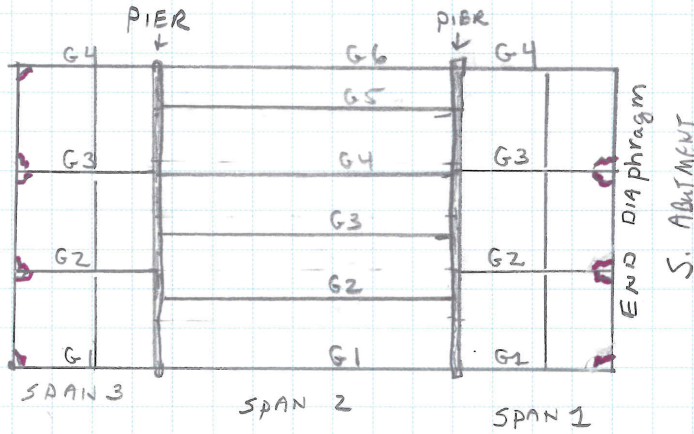 PIER PIER
G4 G6 G4
G5
G3 G4 G3
G3
G2 G2 G2
G1 G1 G1
SPAN 3 SPAN 2 SPAN 1
END DIAphragm
S. ABUTMENT